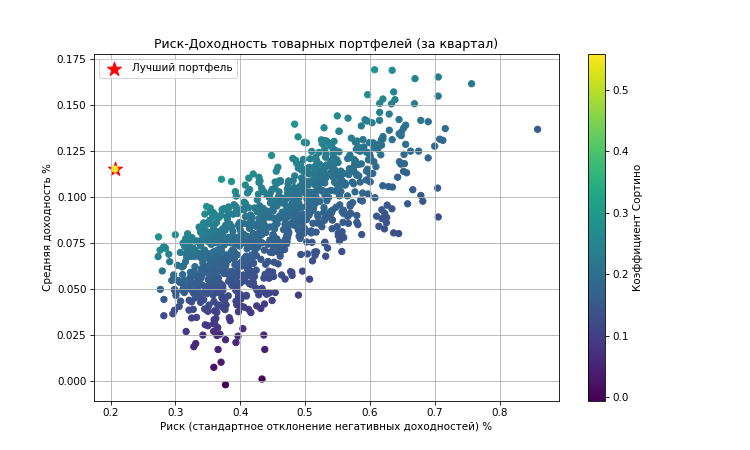 Риск-Доходность товарных портфелей (за квартал)
Лучший портфель
0.175
0.150
0.125
0.100
0.075
0.050
0.025
0.000
Средняя доходность %
0.2 0.3 0.4 0.5 0.6 0.7 0.8
Риск (стандартное отклонение негативных доходностей) %
0.5
0.4
0.3
0.2
0.1
0.0
Коэффициент Сортино